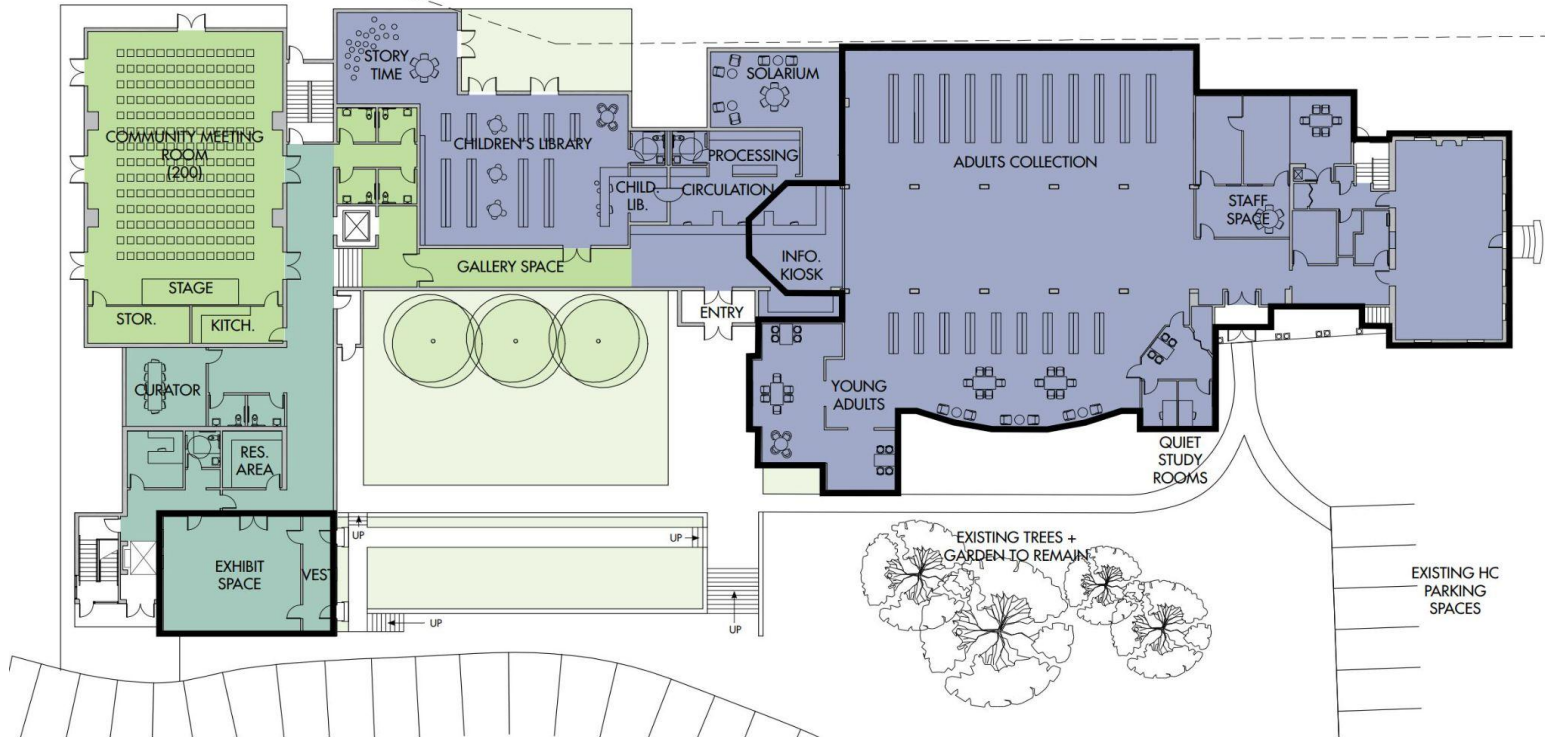 STORY
TIME
SOLARIUM
COMMUNITY MEETING
ROOM
(200)
CHILDREN'S LIBRARY
PROCESSING
ADULTS COLLECTION
CHILD.
LIB.
CIRCULATION
STAFF
SPACE
INFO.
KIOSK
GALLERY SPACE
STAGE
STOR.
KITCH.
ENTRY
CURATOR
YOUNG
ADULTS
RES.
AREA
QUIET
STUDY
ROOMS
UP
UP
EXISTING TREES +
GARDEN TO REMAIN
EXHIBIT
SPACE
VEST
EXISTING HC
PARKING
SPACES
UP
UP